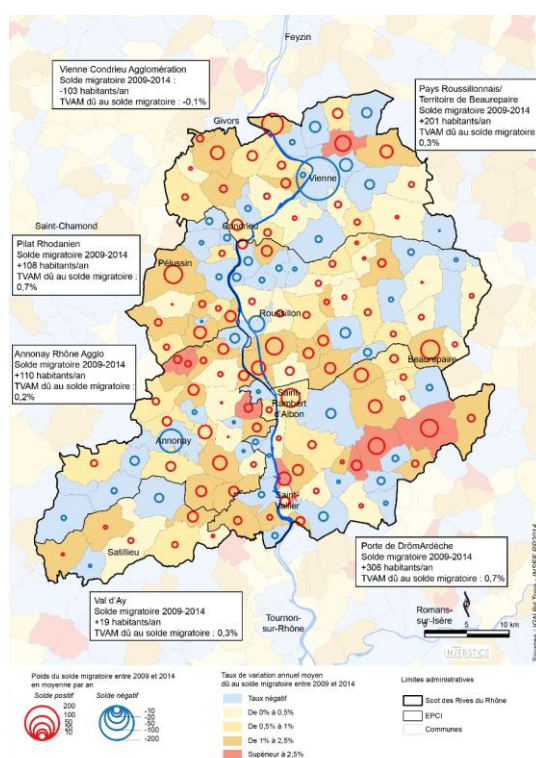 Feyzin
Vienne Condrieu Agglomération
Solde migratoire 2009-2014 :
-103 habitants/an
TVAM dû au solde migratoire : -0,1%
Pays Roussillonnais/
Territoire de Beaurepaire
Solde migratoire 2009-2014
+201 habitants/an
TVAM dû au solde migratoire
0,3%
Givors
Vienne
Saint-Chamond
Condrieu
Pilat Rhodanien
Solde migratoire 2009-2014
+108 habitants/an
TVAM dû au solde migratoire :
0,7%
Pélussin
Roussillon
Annonay Rhône Agglo
Solde migratoire 2009-2014
+110 habitants/an
TVAM dû au solde migratoire :
0,2%
Beaurepaire
Saint-
Rambert
d'Albon
Annonay
Saint-
Vallier
Satillieu
Porte de DrômArdèche
Solde migratoire 2009-2014
+306 habitants/an
TVAM dû au solde migratoire : 0,7%
Val d'Ay
Solde migratoire 2009-2014
+19 habitants/an
TVAM dû au solde migratoire : 0,3%
Tournon-
sur-Rhône
Romans-
sur-Isère
0 5 10 km
Poids du solde migratoire entre 2009 et 2014
en moyenne par an
Solde positif
200
100
50
10
Solde négatif
-10
-50
-100
-200
Taux de variation annuel moyen
dû au solde migratoire entre 2009 et 2014
Taux négatif
De 0% à 0,5%
De 0,5% à 1%
De 1% à 2,5%
Supérieur à 2,5%
Limites administratives
Scot des Rives du Rhône
EPCI
Communes